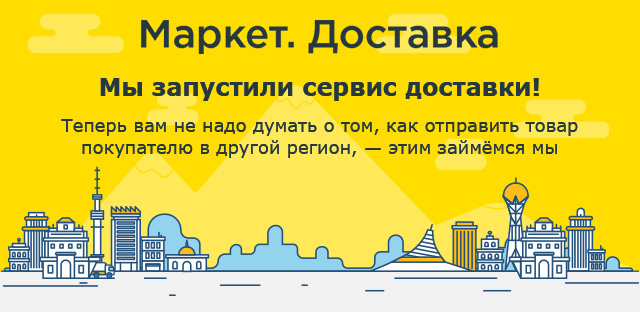 Маркет. Доставка
Мы запустили сервис доставки!
Теперь вам не надо думать о том, как отправить товар
покупателю в другой регион, — этим займёмся мы